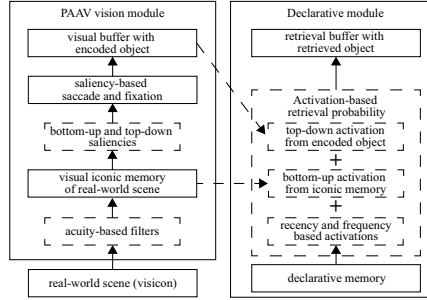 PAAV vision module
visual buffer with
encoded object
saliency-based
saccade and fixation
bottom-up and top-down
saliencies
visual iconic memory
of real-world scene
acuity-based filters
real-world scene (visicon)
Declarative module
retrieval buffer with
retrieved object
Activation-based
retrieval probability
top-down activation
from encoded object
+
bottom-up activation
from iconic memory
+
recency and frequency
based activations
declarative memory